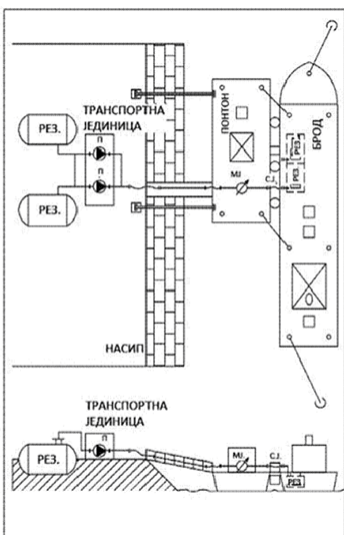 ТРАНСПОРТНА
ЈЕДИНИЦА
РЕЗ.
П
П
РЕЗ.
НАСИП
ПОНТОН
МЈ
С.Ј.
РЕЗ.
РЕЗ.
БРОД
ТРАНСПОРТНА
ЈЕДИНИЦА
П
РЕЗ.
МЈ.
С.Ј.
РЕЗ